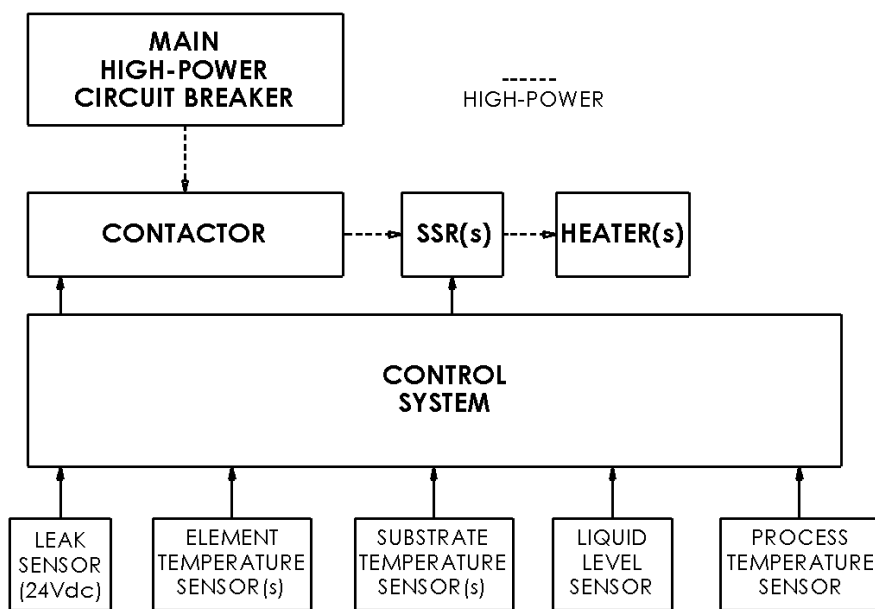 MAIN
HIGH-POWER
CIRCUIT BREAKER
------
HIGH-POWER
CONTACTOR
SSR(s)
HEATER(s)
CONTROL
SYSTEM
LEAK
SENSOR
(24Vdc)
ELEMENT
TEMPERATURE
SENSOR(s)
SUBSTRATE
TEMPERATURE
SENSOR(s)
LIQUID
LEVEL
SENSOR
PROCESS
TEMPERATURE
SENSOR